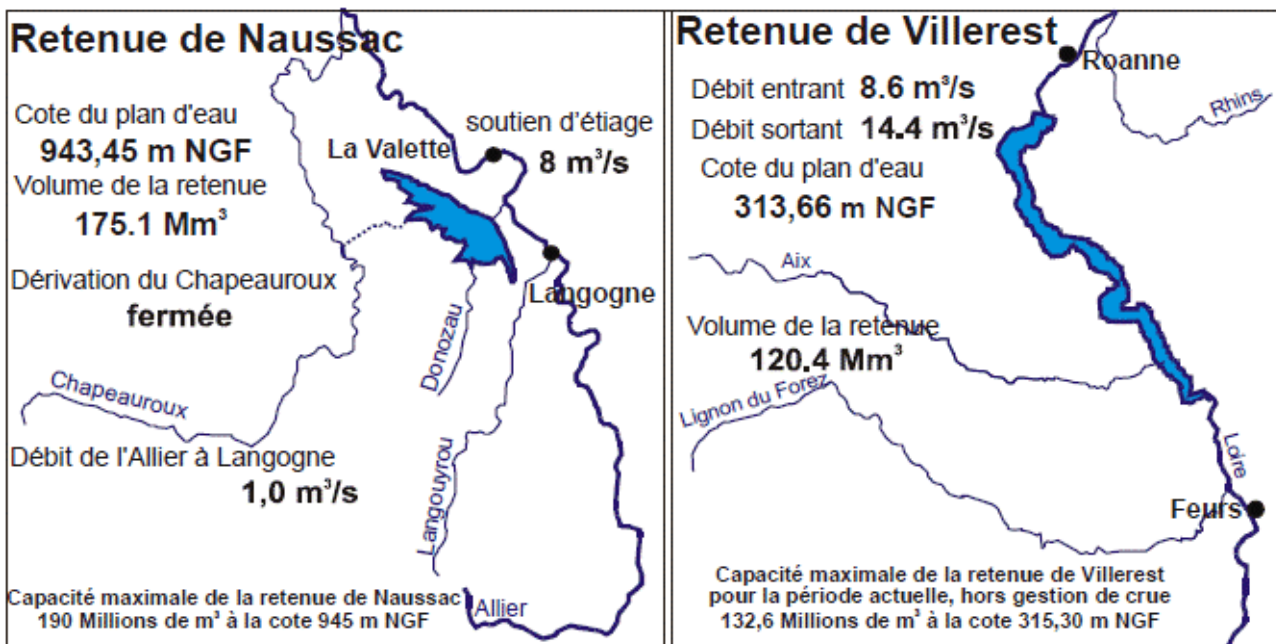 Retenue de Naussac
Cote du plan d'eau
943,45 m NGF
Volume de la retenue
175.1 Mm³
Dérivation du Chapeauroux
fermée
La Valette
soutien d'étiage
8 m³/s
Langogne
Donozau
Chapeauroux
Débit de l'Allier à Langogne
1,0 m³/s
Langouyrou
Allier
Capacité maximale de la retenue de Naussac
190 Millions de m³ à la cote 945 m NGF
Retenue de Villerest
Roanne
Débit entrant 8.6 m³/s
Débit sortant 14.4 m³/s
Rhins
Cote du plan d'eau
313,66 m NGF
Aix
Volume de la retenue
120.4 Mm³
Lignon du Forez
Loire
Feurs
Capacité maximale de la retenue de Villerest
pour la période actuelle, hors gestion de crue
132,6 Millions de m³ à la cote 315,30 m NGF